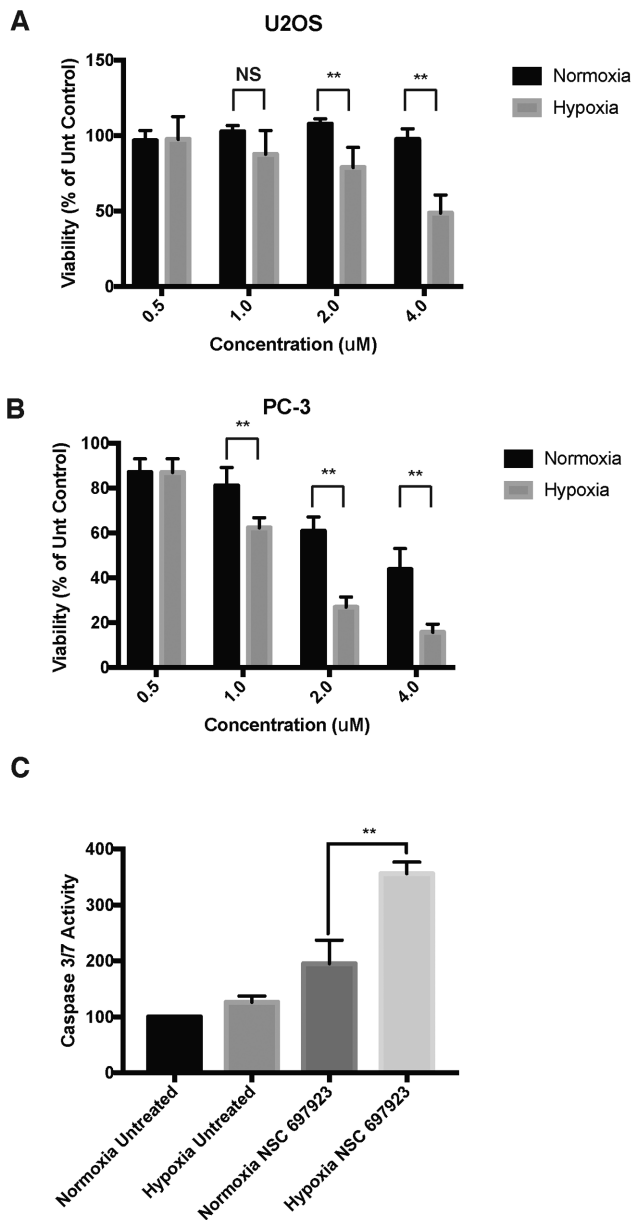 A
U2OS
Viability (% of Unt Control)
150
100
50
0
NS
**
**
Normoxia
Hypoxia
0.5
1.0
2.0
4.0
Concentration (uM)
B
PC-3
Viability (% of Unt Control)
100
80
60
40
20
0
**
**
**
Normoxia
Hypoxia
0.5
1.0
2.0
4.0
Concentration (uM)
C
Caspase 3/7 Activity
400
300
200
100
0
**
Normoxia Untreated
Hypoxia Untreated
Normoxia NSC 697923
Hypoxia NSC 697923